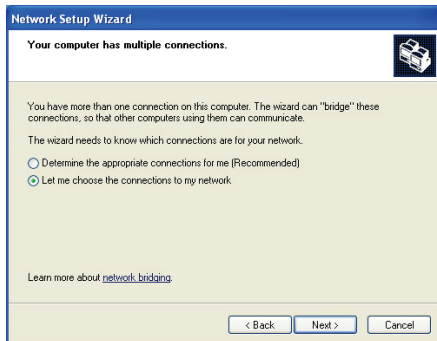 Network Setup Wizard
Your computer has multiple connections.
You have more than one connection on this computer. The wizard can "bridge" these
connections, so that other computers using them can communicate.
The wizard needs to know which connections are for your network.
Determine the appropriate connections for me (Recommended)
Let me choose the connections to my network
Learn more about network bridging.
< Back Next > Cancel